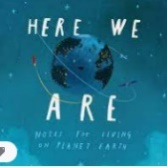 HERE WE
ARE
NOTES FOR LIVING
ON PLANET EARTH